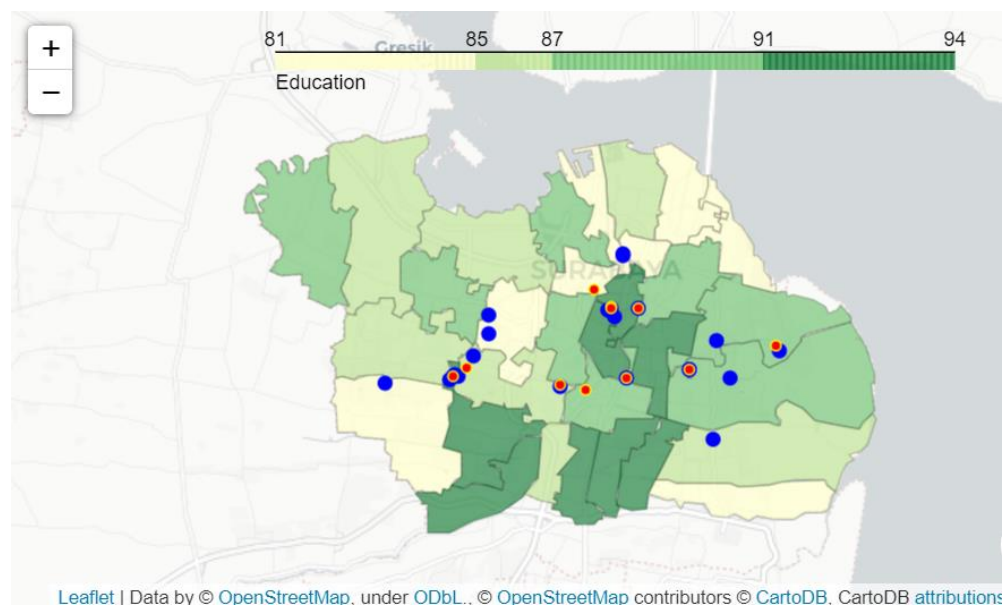 +
−
81 85 87 91 94
Gresik
Education
SURABAYA
Leaflet | Data by © OpenStreetMap, under ODbL., © OpenStreetMap contributors © CartoDB, CartoDB attributions